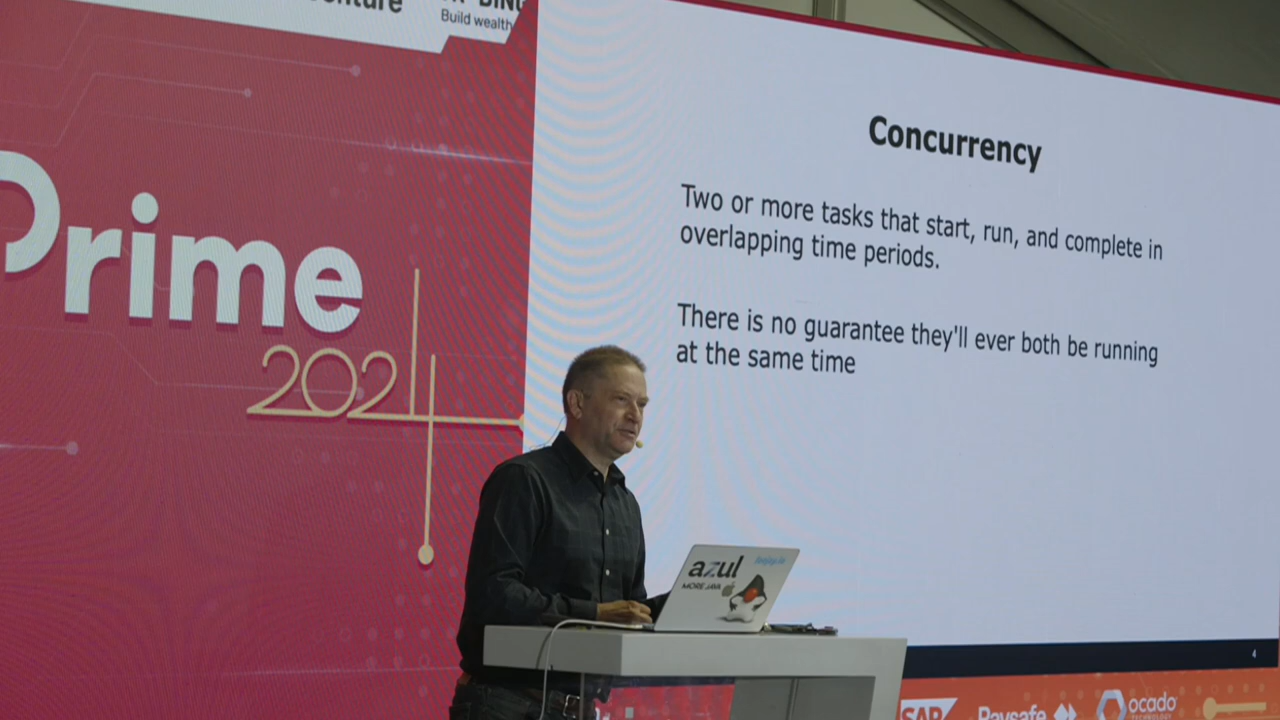 Build wealth
Prime
2024
Concurrency
Two or more tasks that start, run, and complete in
overlapping time periods.
There is no guarantee they'll ever both be running
at the same time
azul
MORE JAVA
4
SAP
Paysafe
ocado
TECHNOLOGY